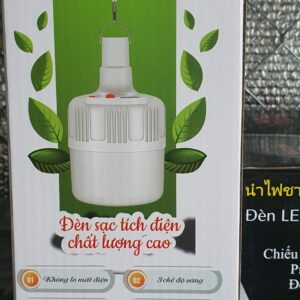 Đèn sạc tích điện
chất lượng cao
01 Không lo mất điện
02 3 chế độ sáng
นำไฟชา
Đèn LE
Chiếu